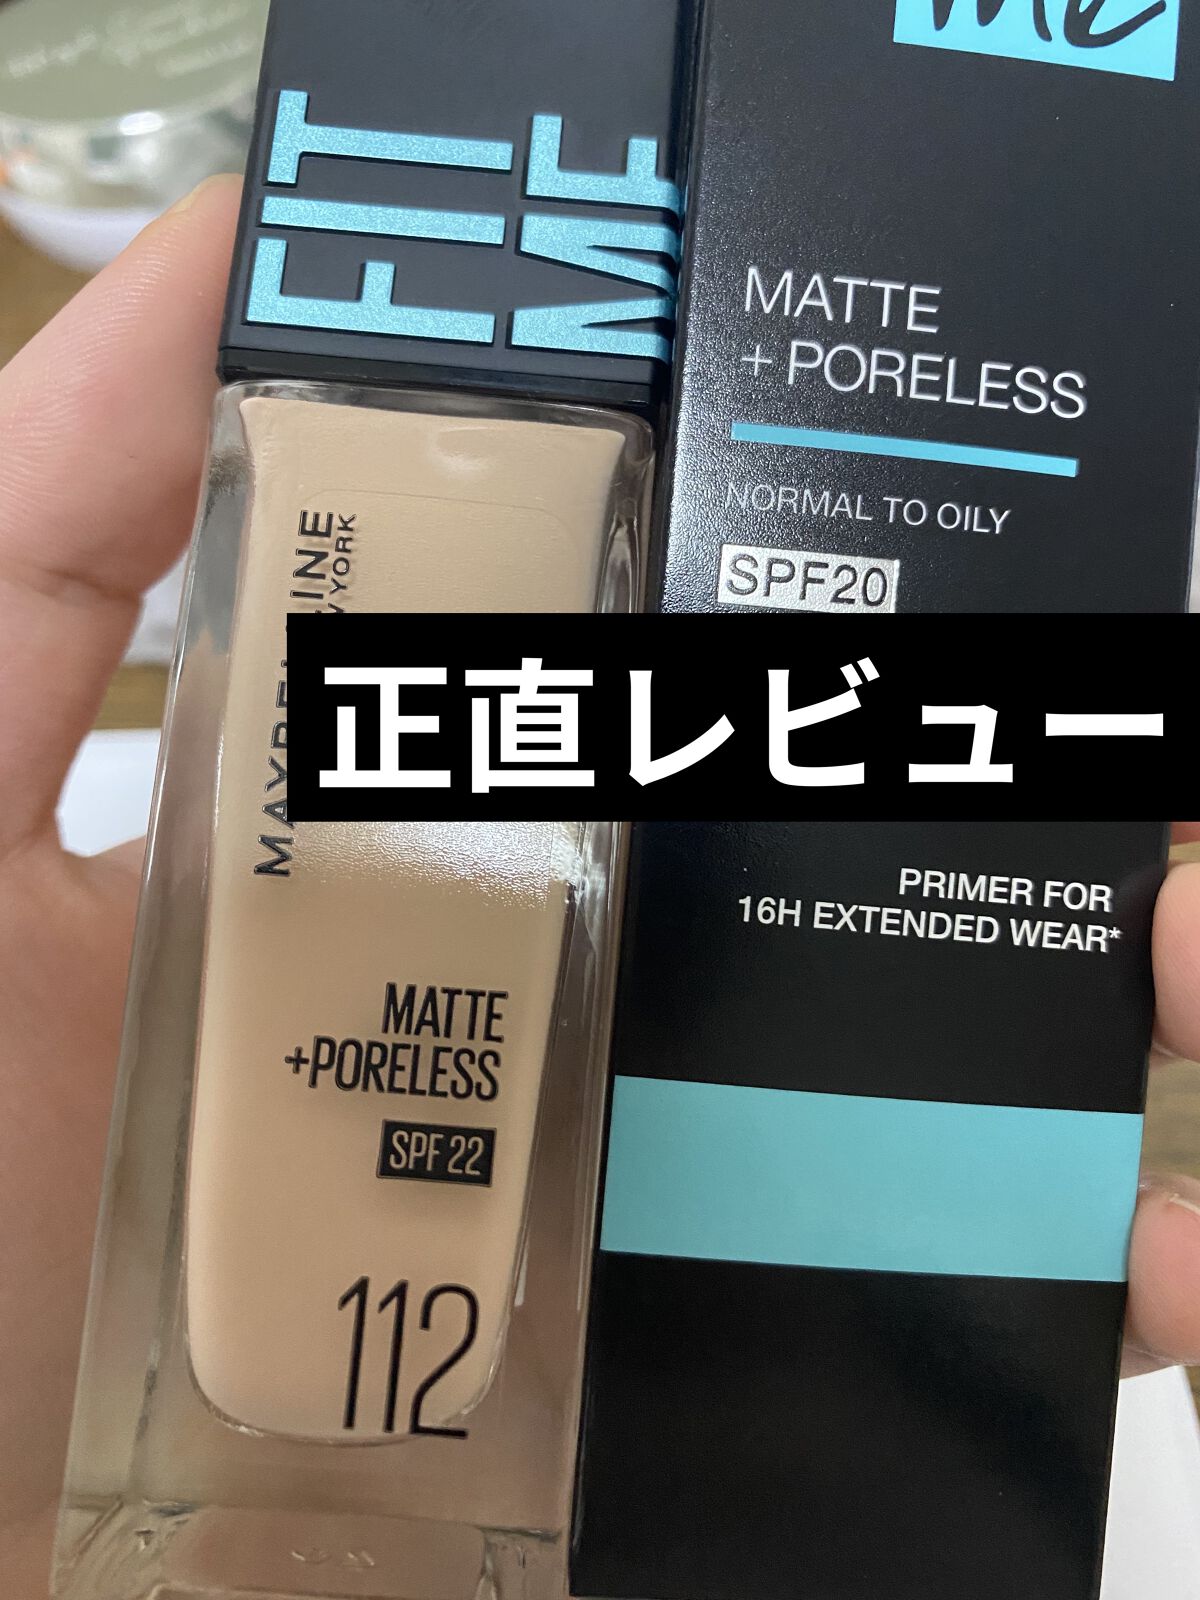 FIT
ME
MATTE
+ PORELESS
NORMAL TO OILY
SPF20
正直レビュー
PRIMER FOR
16H EXTENDED WEAR*
MATTE
+PORELESS
SPF 22
112